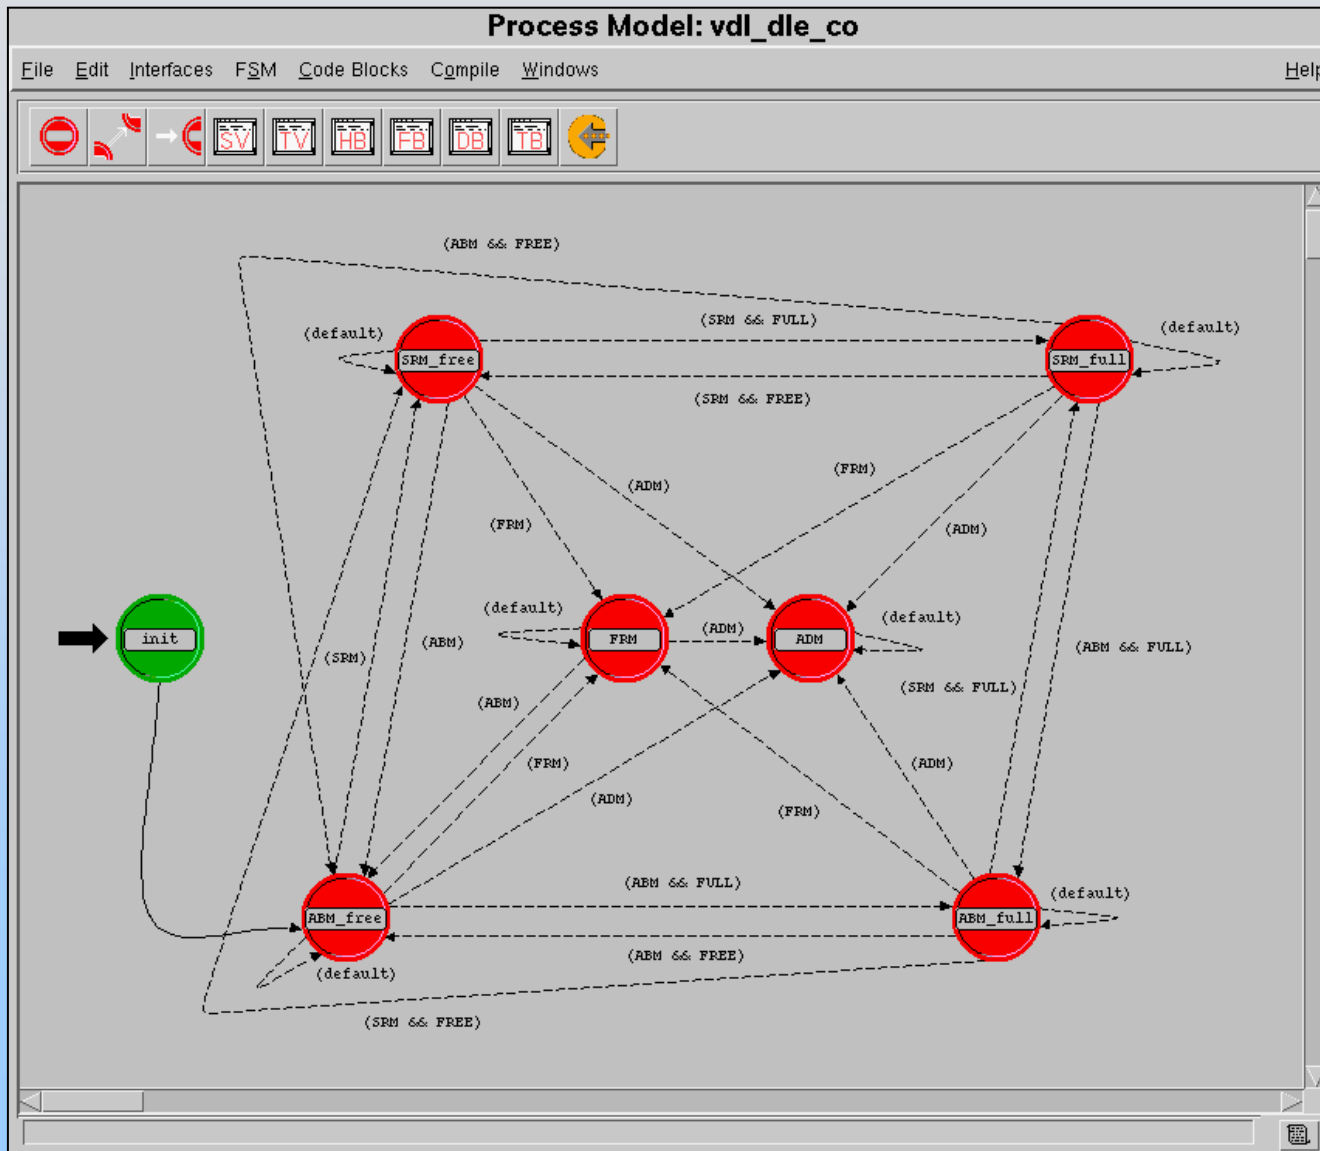 Process Model: vdl_dle_co
File Edit Interfaces FSM Code Blocks Compile Windows Help
SV TV HB FB DB TB
(ABM && FREE)
(default)
SRM_free
(SRM && FULL)
(SRM && FREE)
SRM_full
(default)
(FRM)
(ADM)
(FRM)
(ADM)
(default)
FRM
(ADM)
ADM
(default)
init
(SRM)
(ABM)
(ABM && FULL)
(SRM && FULL)
(ABM)
(FRM)
(ADM)
(ADM)
(FRM)
(ABM && FULL)
ABM_free
ABM_full
(default)
(ABM && FREE)
(default)
(SRM && FREE)